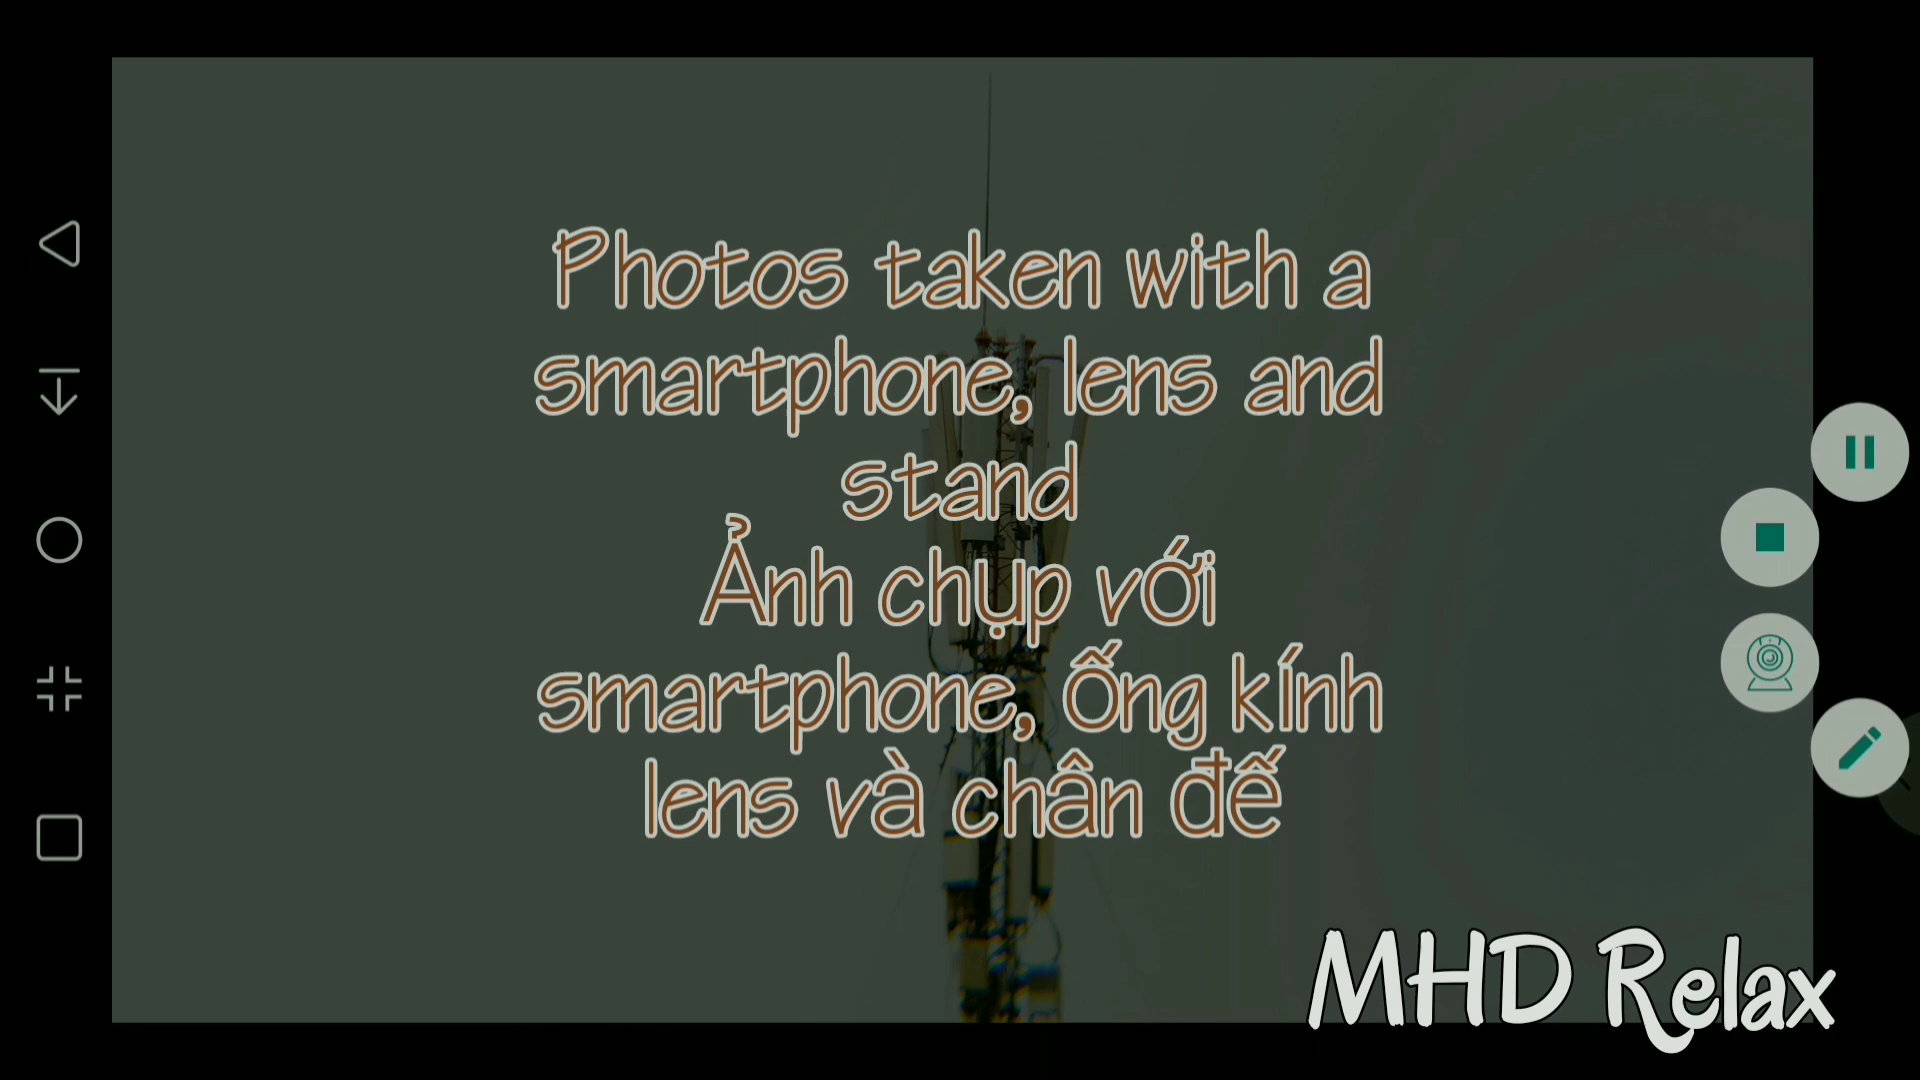 Photos taken with a
smartphone, lens and
stand
Ảnh chụp với
smartphone, ống kính
lens và chân đế
MHD Relax